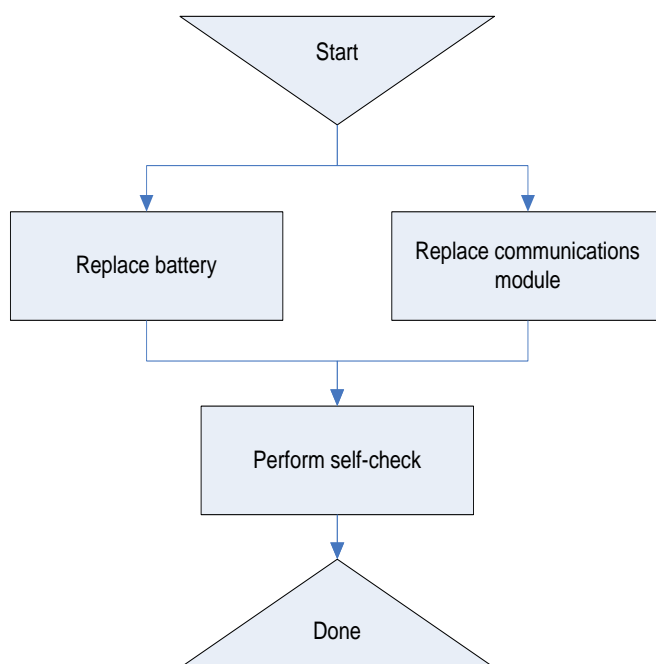 Start
Replace battery
Replace communications
module
Perform self-check
Done